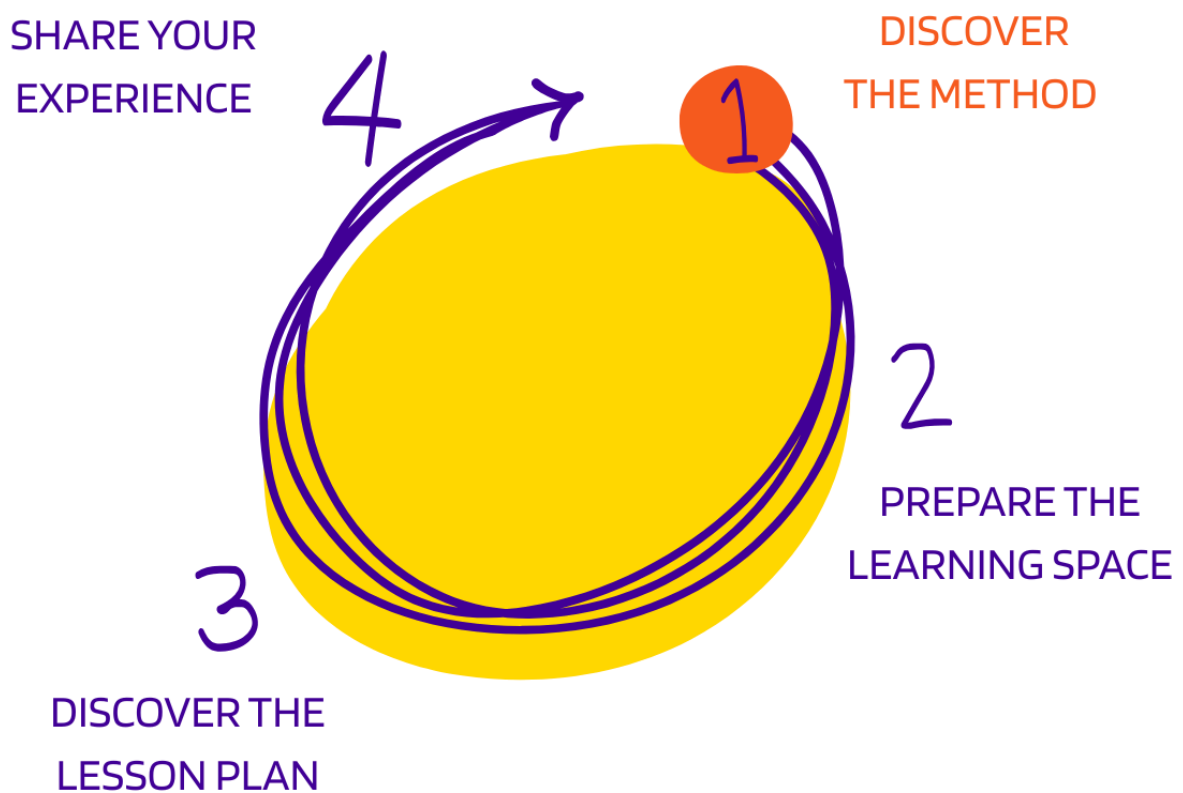 1
DISCOVER
THE METHOD
2
PREPARE THE
LEARNING SPACE
3
DISCOVER THE
LESSON PLAN
4
SHARE YOUR
EXPERIENCE